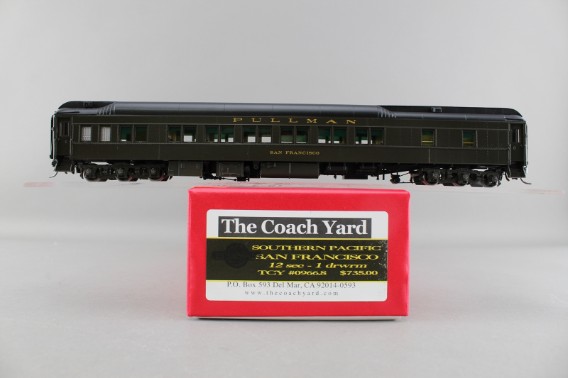 PULLMAN
SAN FRANCISCO
The Coach Yard
SOUTHERN PACIFIC
SAN FRANCISCO
12 sec - 1 drwrm
TCY #0966.8 $735.00
P.O. Box 593 Del Mar, CA 92014-0593
www.thecoachyard.com